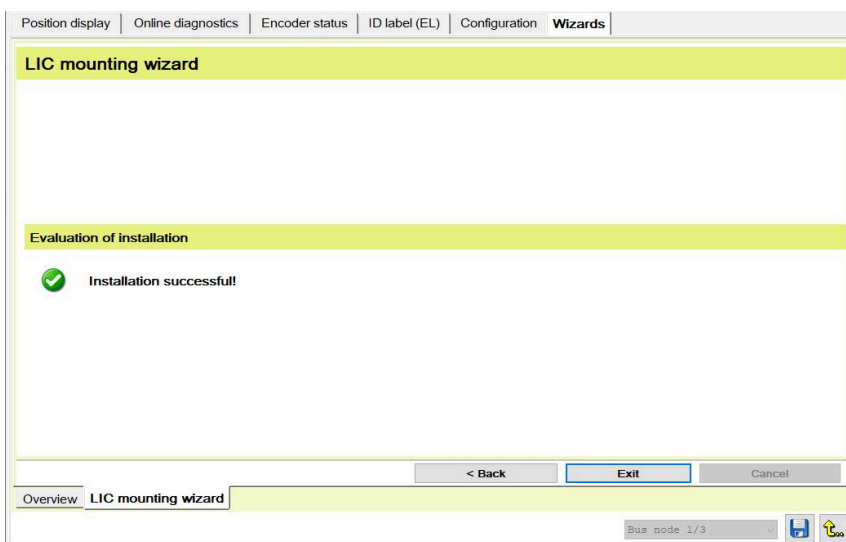 Position display Online diagnostics Encoder status ID label (EL) Configuration Wizards
LIC mounting wizard
Evaluation of installation
Installation successful!
< Back Exit Cancel
Overview LIC mounting wizard
Bus node 1/3